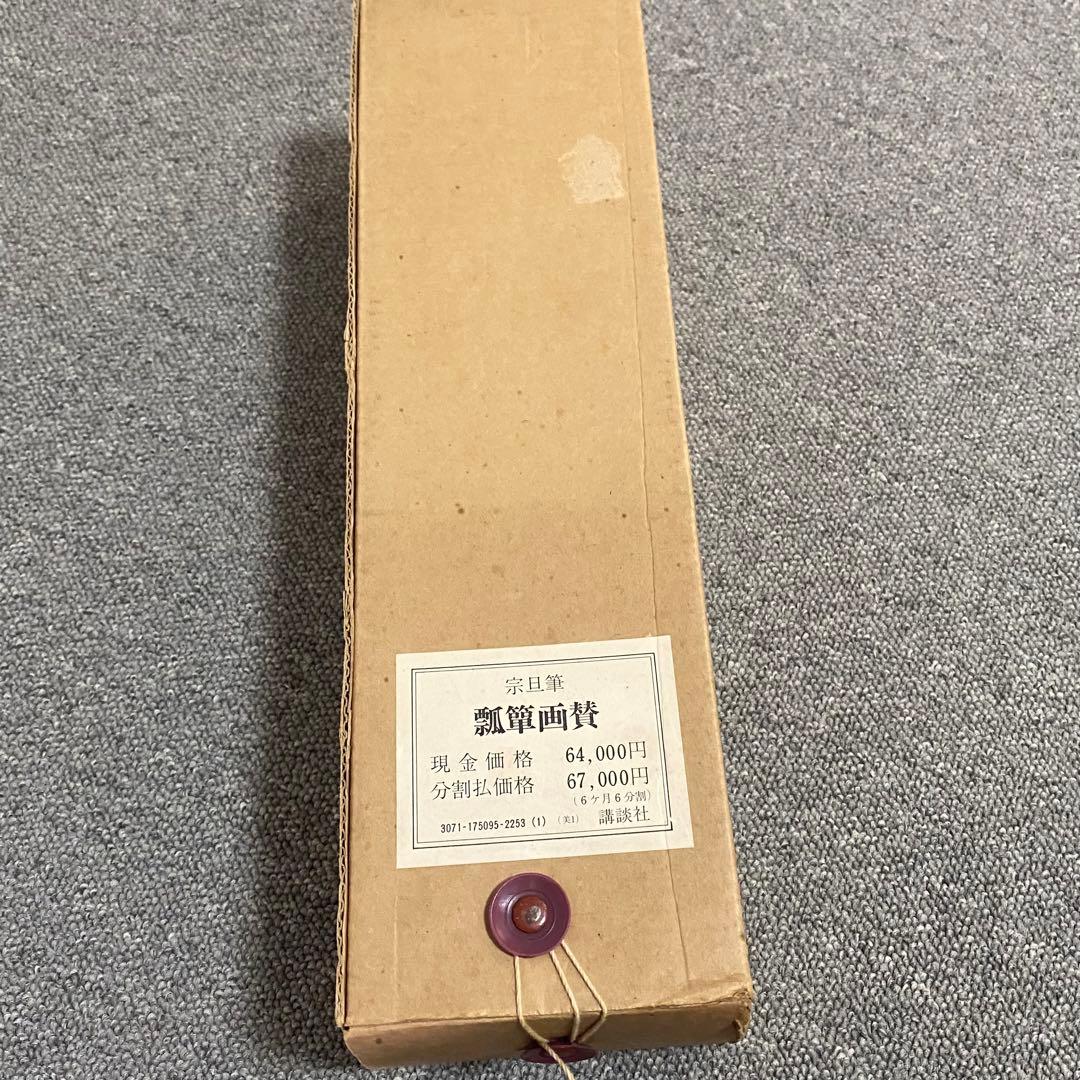 宗旦筆
瓢簞画賛
現金価格 64,000円
分割払価格 67,000円
(6ケ月6分割)
3071-175095-2253 (1) (美1) 講談社